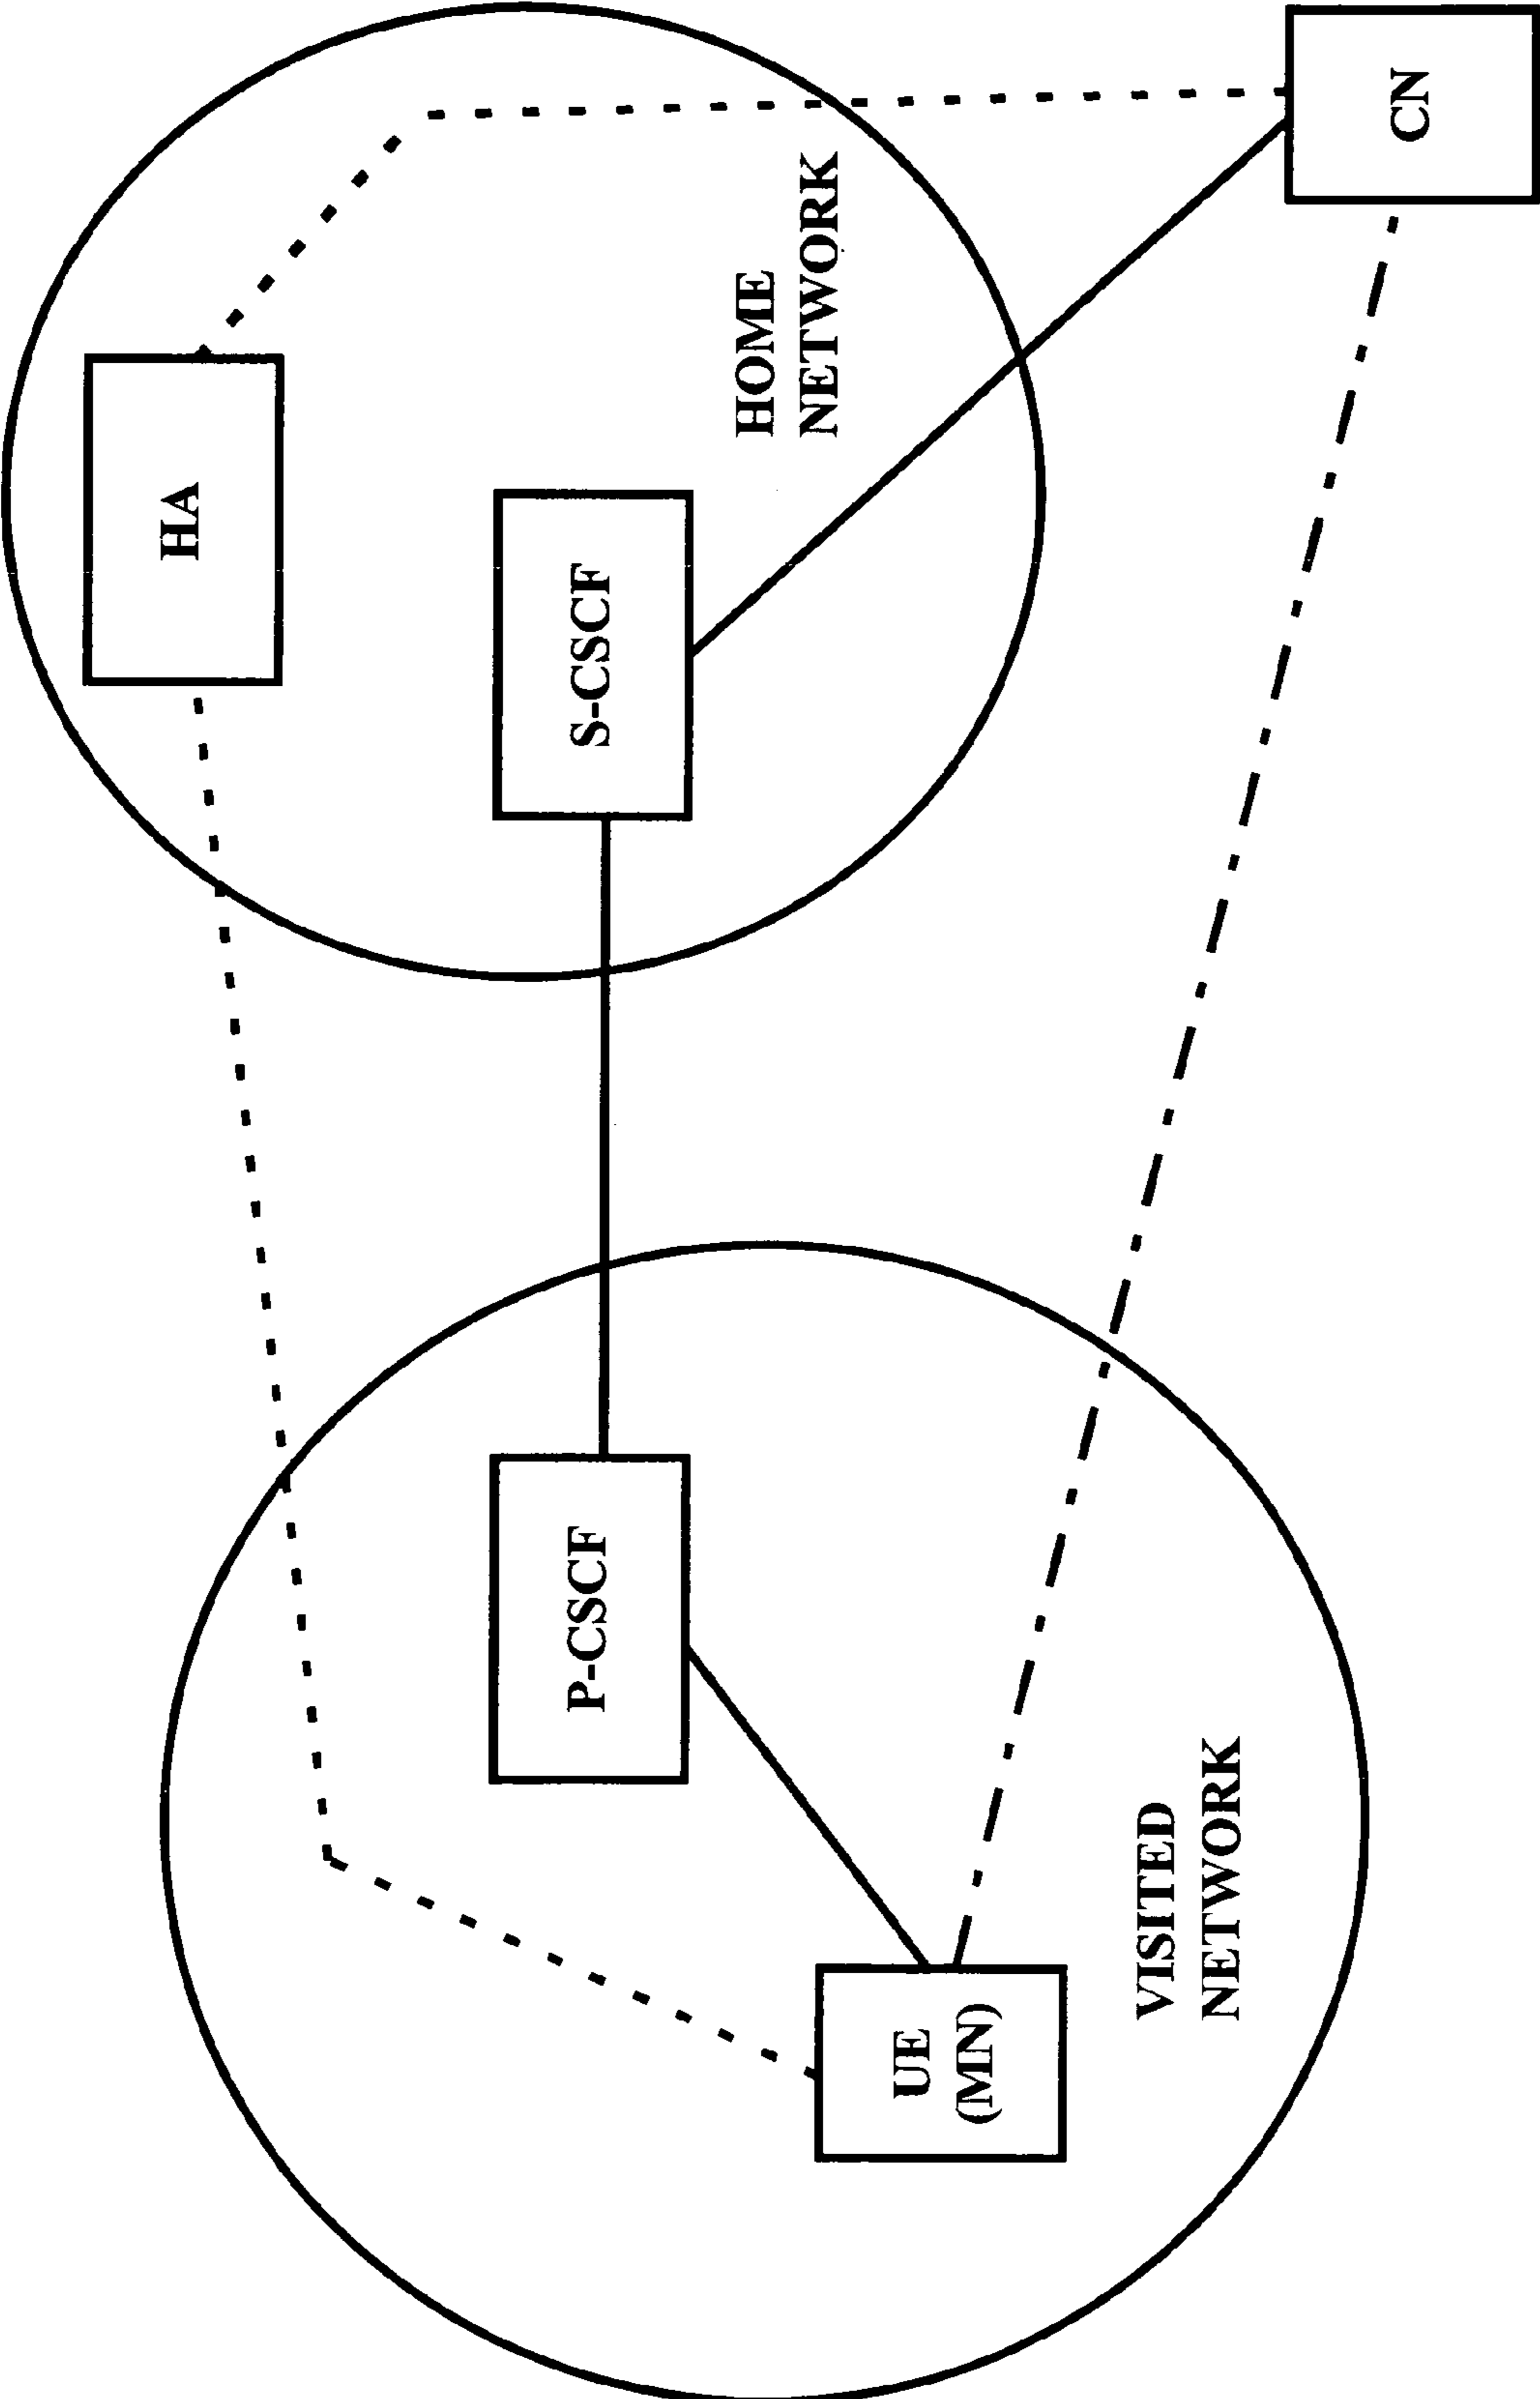 HA
S-CSCF
HOME
NETWORK
CN
P-CSCF
UE
(MN)
VISITED
NETWORK